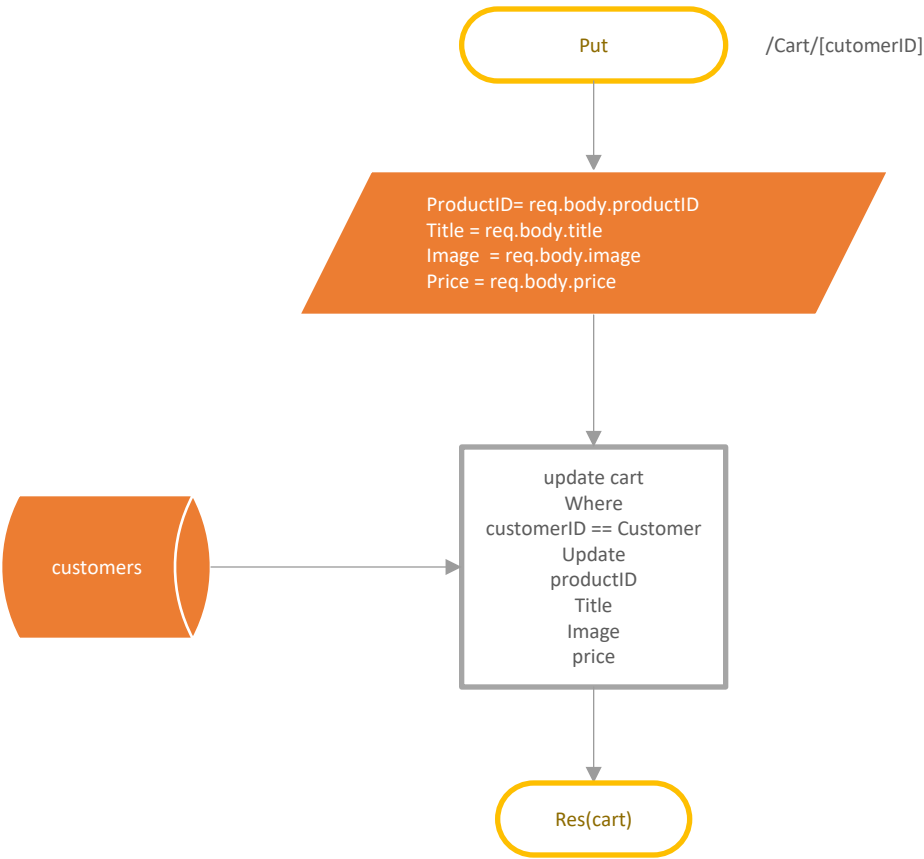 Put
/Cart/[cutomerID]
ProductID= req.body.productID
Title = req.body.title
Image  = req.body.image
Price = req.body.price
update cart
Where
customerID == Customer
Update
productID
Title
Image
price
customers
Res(cart)